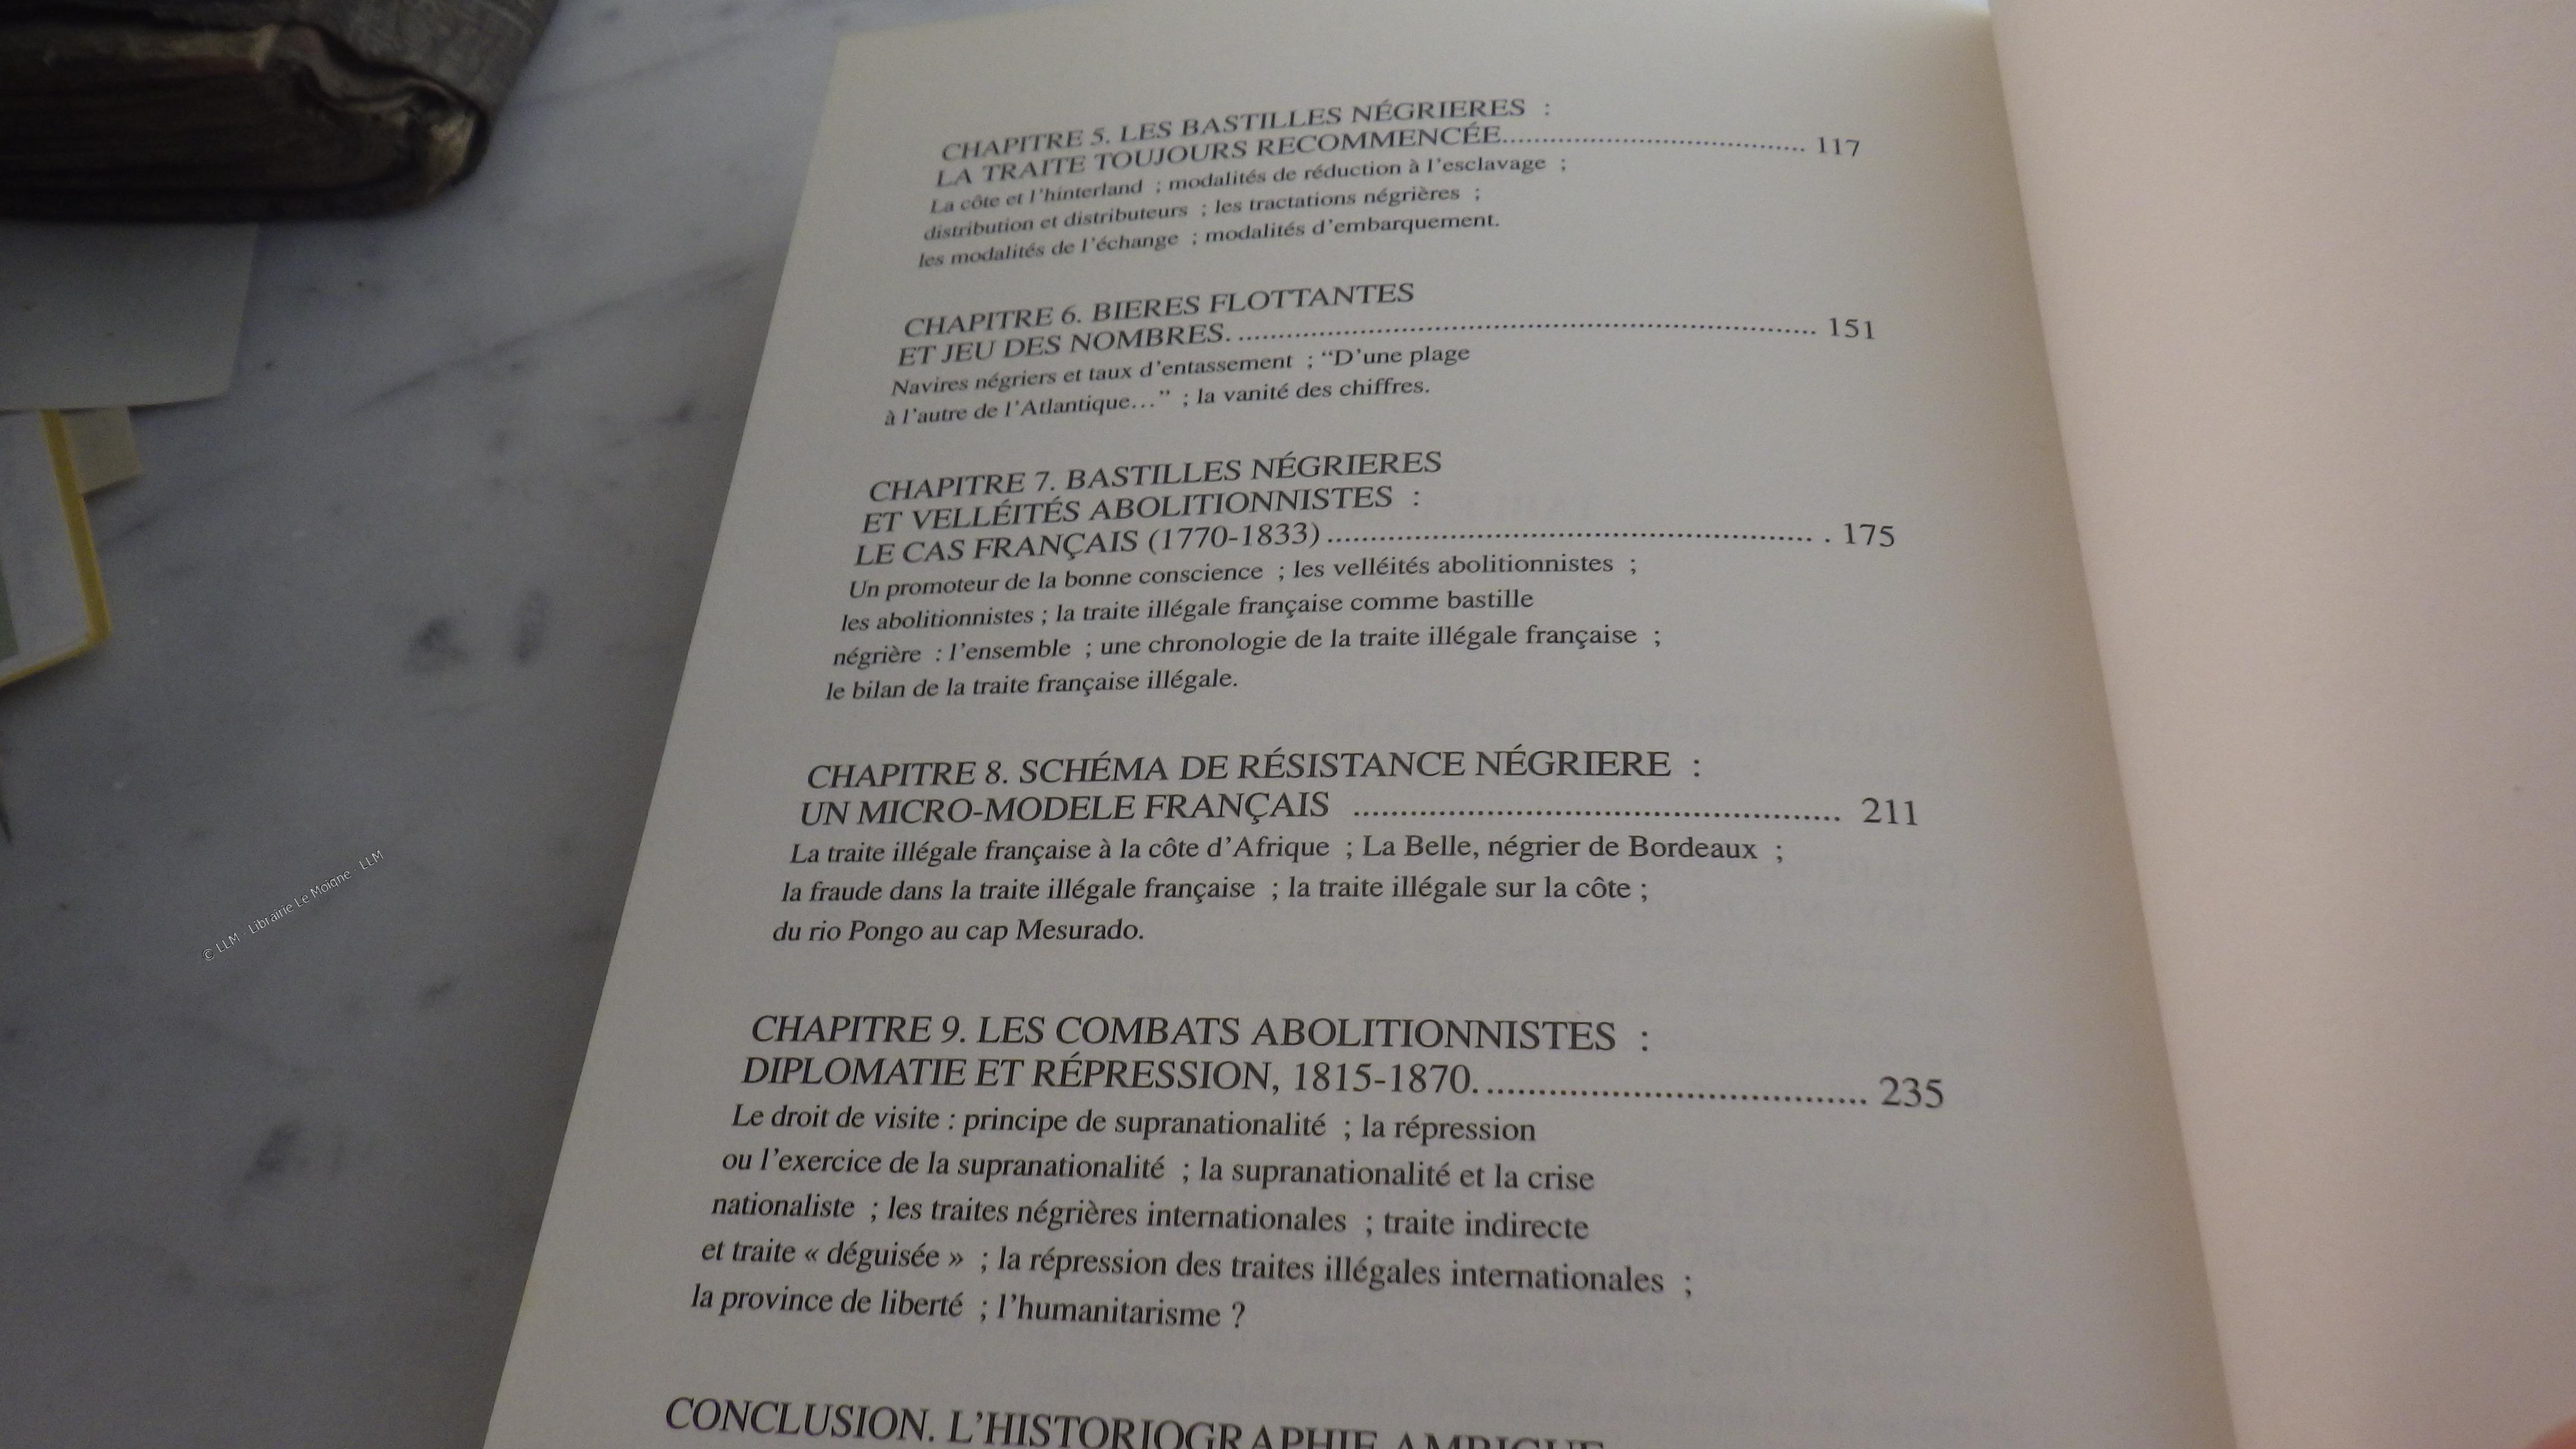 CHAPITRE 5. LES BASTILLES NÉGRIERES :
LA TRAITE TOUJOURS RECOMMENCÉE.................................... 117
La côte et l'hinterland ; modalités de réduction à l'esclavage ;
distribution et distributeurs ; les tractations négrières ;
les modalités de l'échange ; modalités d'embarquement.
CHAPITRE 6. BIERES FLOTTANTES
ET JEU DES NOMBRES. .................................................................... 151
Navires négriers et taux d'entassement ; “D'une plage
à l'autre de l'Atlantique…” ; la vanité des chiffres.
CHAPITRE 7. BASTILLES NÉGRIERES
ET VELLÉITÉS ABOLITIONNISTES :
LE CAS FRANÇAIS (1770-1833) ....................................................... . 175
Un promoteur de la bonne conscience ; les velléités abolitionnistes ;
les abolitionnistes ; la traite illégale française comme bastille
négrière : l'ensemble ; une chronologie de la traite illégale française ;
le bilan de la traite française illégale.
CHAPITRE 8. SCHÉMA DE RÉSISTANCE NÉGRIERE :
UN MICRO-MODELE FRANÇAIS .................................................. 211
La traite illégale française à la côte d'Afrique ; La Belle, négrier de Bordeaux ;
la fraude dans la traite illégale française ; la traite illégale sur la côte ;
du rio Pongo au cap Mesurado.
CHAPITRE 9. LES COMBATS ABOLITIONNISTES :
DIPLOMATIE ET RÉPRESSION, 1815-1870. ................................... 235
Le droit de visite : principe de supranationalité ; la répression
ou l'exercice de la supranationalité ; la supranationalité et la crise
nationaliste ; les traites négrières internationales ; traite indirecte
et traite « déguisée » ; la répression des traites illégales internationales ;
la province de liberté ; l'humanitarisme ?
CONCLUSION. L'HISTORIOGRAPHIE AMBIGUE
© LLM - Librairie Le Moigne - LLM